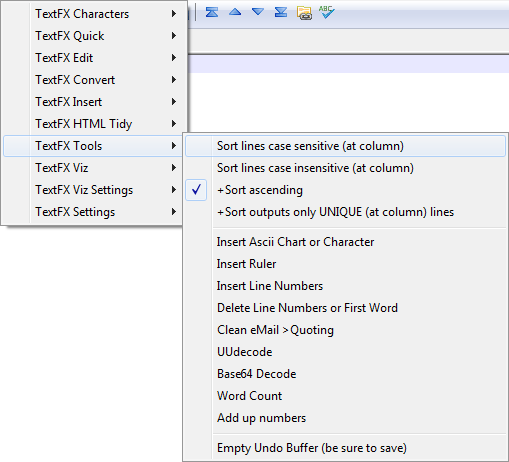 ABC
TextFX Characters
TextFX Quick
TextFX Edit
TextFX Convert
TextFX Insert
TextFX HTML Tidy
TextFX Tools
TextFX Viz
TextFX Viz Settings
TextFX Settings
Sort lines case sensitive (at column)
Sort lines case insensitive (at column)
+Sort ascending
+Sort outputs only UNIQUE (at column) lines
Insert Ascii Chart or Character
Insert Ruler
Insert Line Numbers
Delete Line Numbers or First Word
Clean eMail >Quoting
UUdecode
Base64 Decode
Word Count
Add up numbers
Empty Undo Buffer (be sure to save)